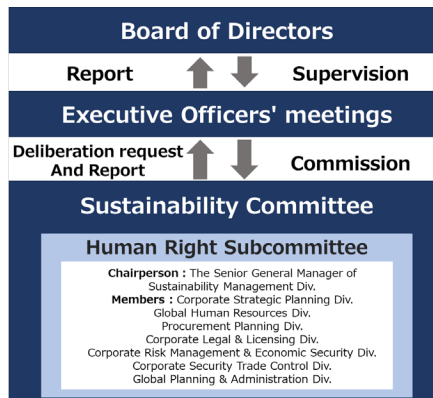 Board of Directors
Report Supervision
Executive Officers' meetings
Deliberation request
And Report Commission
Sustainability Committee
Human Right Subcommittee
Chairperson : The Senior General Manager of
Sustainability Management Div.
Members : Corporate Strategic Planning Div.
Global Human Resources Div.
Procurement Planning Div.
Corporate Legal & Licensing Div.
Corporate Risk Management & Economic Security Div.
Corporate Security Trade Control Div.
Global Planning & Administration Div.